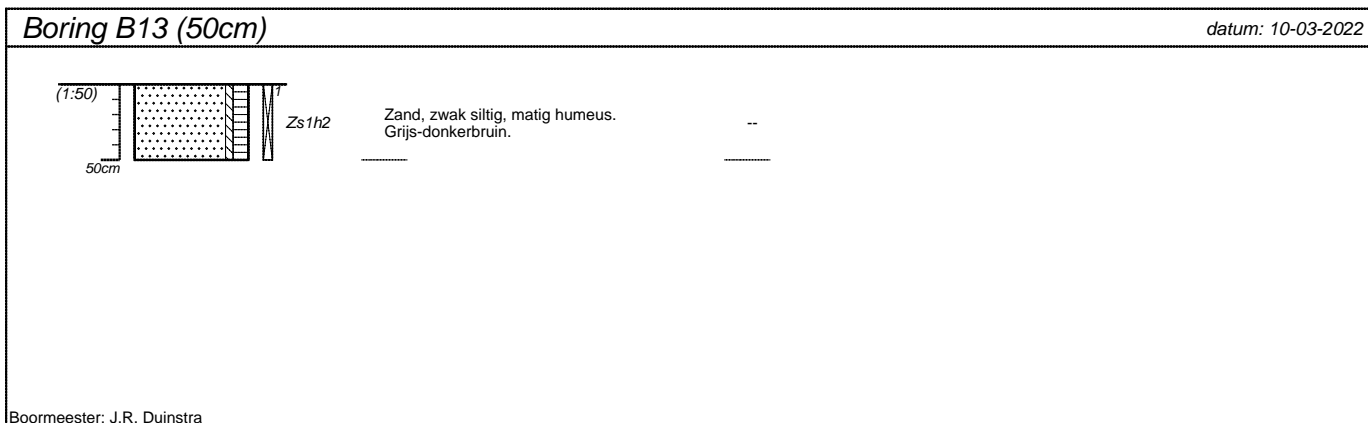 Boring B13 (50cm)
datum: 10-03-2022
(1:50)
1
Zs1h2
Zand, zwak siltig, matig humeus.
Grijs-donkerbruin.
--
50cm
Boormeester: J.R. Duinstra